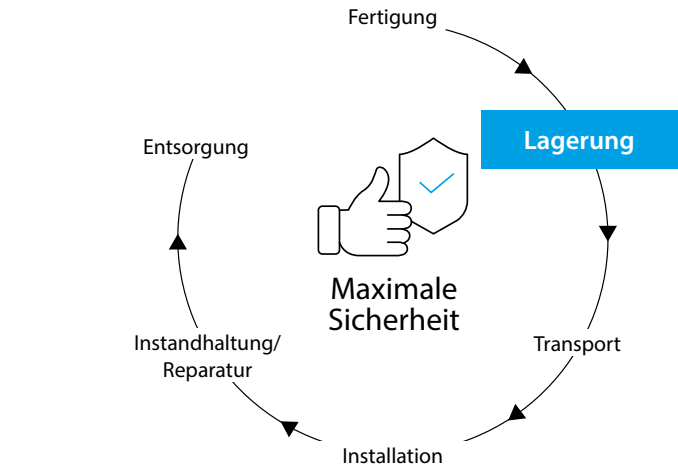 Fertigung
Lagerung
Entsorgung
Maximale
Sicherheit
Instandhaltung/
Reparatur
Transport
Installation